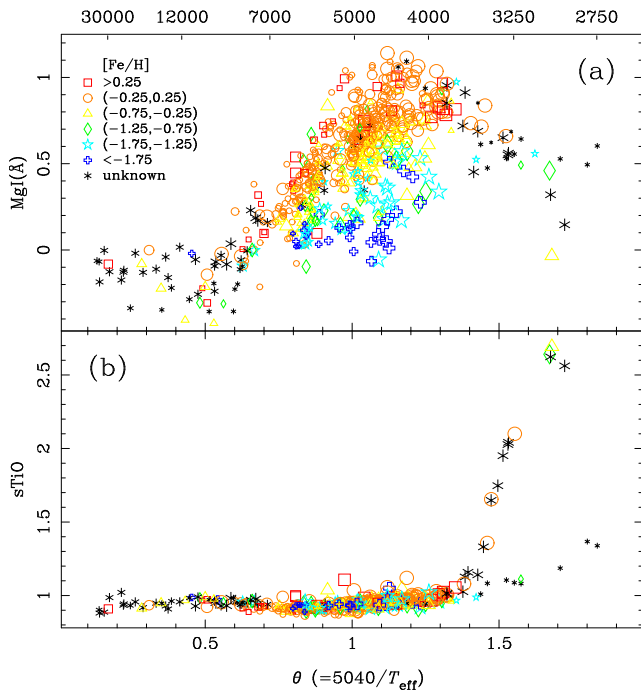 30000 12000 7000 5000 4000 3250 2750
(a)
[Fe/H]
>0.25
(−0.25,0.25)
(−0.75,−0.25)
(−1.25,−0.75)
(−1.75,−1.25)
<−1.75
unknown
1
0.5
0
MgI(Å)
(b)
2.5
2
1.5
1
sTiO
0.5 1 1.5
θ (=5040/Teff)